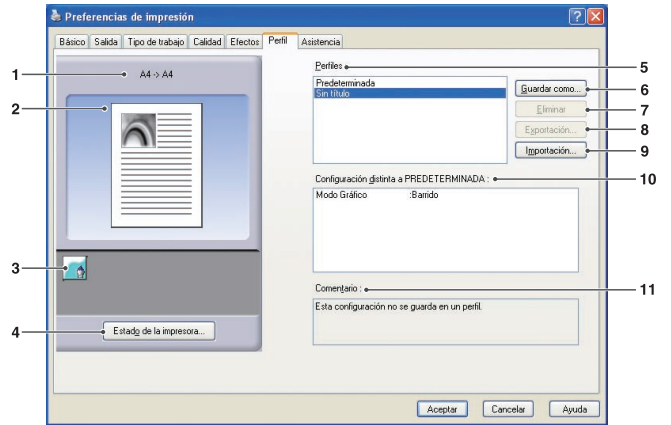 Preferencias de impresión
Básico Salida Tipo de trabajo Calidad Efectos Perfil Asistencia
1 A4 -> A4
2
3
4 Estado de la impresora...
Perfiles 5
Predeterminada
Sin título
Guardar como... 6
Eliminar 7
Exportación... 8
Importación... 9
Configuración distinta a PREDETERMINADA : 10
Modo Gráfico :Barrido
Comentario : 11
Esta configuración no se guarda en un perfil.
Aceptar Cancelar Ayuda